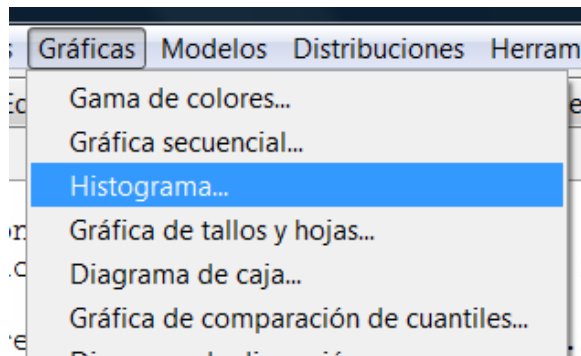 Gráficas Modelos Distribuciones Herram
Gama de colores...
Gráfica secuencial...
Histograma...
Gráfica de tallos y hojas...
Diagrama de caja...
Gráfica de comparación de cuantiles...